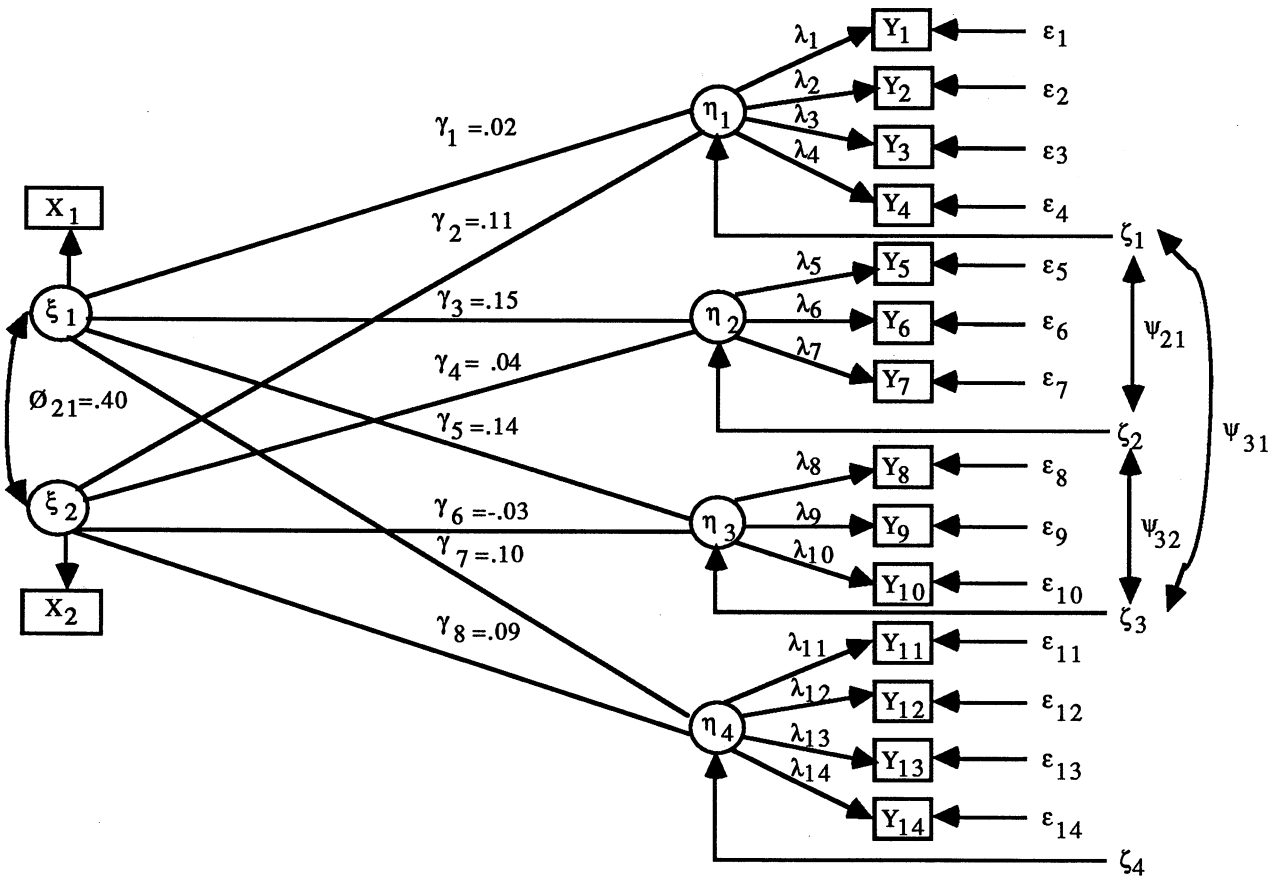 λ₁ Y₁ ε₁
λ₂ Y₂ ε₂
η₁
λ₃ Y₃ ε₃
γ₁ =.02
λ₄ Y₄ ε₄
X₁
γ₂ =.11
ζ₁
λ₅ Y₅ ε₅
γ₃ =.15
ξ₁ η₂ λ₆ Y₆ ε₆
ψ₂₁
γ₄ = .04
λ₇ Y₇ ε₇
Ø₂₁=.40
γ₅ =.14
ζ₂ ψ₃₁
λ₈ Y₈ ε₈
ξ₂
γ₆ =-.03
η₃ λ₉ Y₉ ε₉ ψ₃₂
γ₇ =.10
λ₁₀ Y₁₀ ε₁₀
X₂
ζ₃
γ₈ =.09
λ₁₁ Y₁₁ ε₁₁
λ₁₂ Y₁₂ ε₁₂
η₄
λ₁₃ Y₁₃ ε₁₃
λ₁₄ Y₁₄ ε₁₄
ζ₄